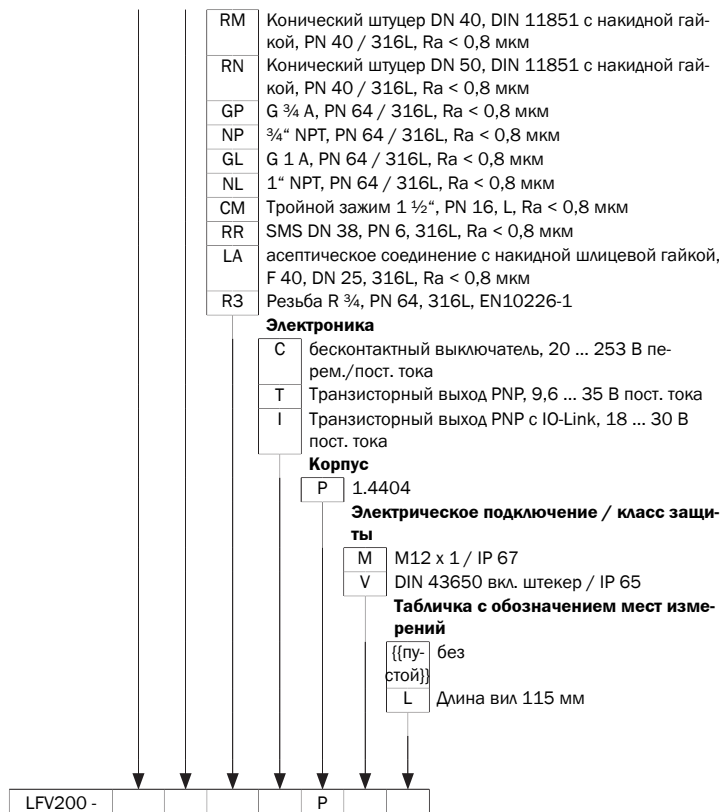 RM Конический штуцер DN 40, DIN 11851 с накидной гай-
кой, PN 40 / 316L, Ra < 0,8 мкм
RN Конический штуцер DN 50, DIN 11851 с накидной гай-
кой, PN 40 / 316L, Ra < 0,8 мкм
GP G ¾ A, PN 64 / 316L, Ra < 0,8 мкм
NP ¾“ NPT, PN 64 / 316L, Ra < 0,8 мкм
GL G 1 A, PN 64 / 316L, Ra < 0,8 мкм
NL 1“ NPT, PN 64 / 316L, Ra < 0,8 мкм
CM Тройной зажим 1 ½“, PN 16, L, Ra < 0,8 мкм
RR SMS DN 38, PN 6, 316L, Ra < 0,8 мкм
LA асептическое соединение с накидной шлицевой гайкой,
F 40, DN 25, 316L, Ra < 0,8 мкм
R3 Резьба R ¾, PN 64, 316L, EN10226-1
Электроника
C бесконтактный выключатель, 20 ... 253 В пе-
рем./пост. тока
T Транзисторный выход PNP, 9,6 ... 35 В пост. тока
I Транзисторный выход PNP с IO-Link, 18 ... 30 В
пост. тока
Корпус
P 1.4404
Электрическое подключение / класс защи-
ты
M M12 x 1 / IP 67
V DIN 43650 вкл. штекер / IP 65
Табличка с обозначением мест изме-
рений
{{пу- без
стой}}
L Длина вил 115 мм
LFV200 - P